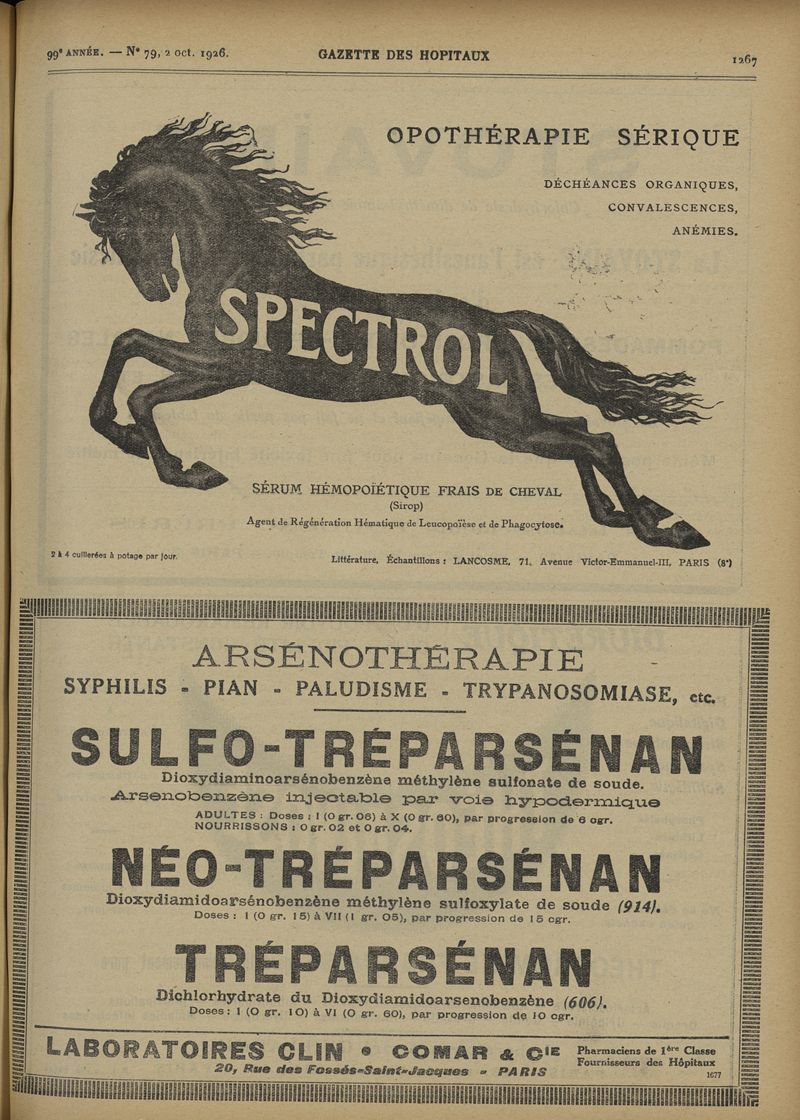 99e ANNÉE. — N° 79, 2 oct. 1926.
GAZETTE DES HOPITAUX
1267
OPOTHÉRAPIE SÉRIQUE
DÉCHÉANCES ORGANIQUES,
CONVALESCENCES,
ANÉMIES.
SPECTROL
SÉRUM HÉMOPOÏÉTIQUE FRAIS DE CHEVAL
(Sirop)
Agent de Régénération Hématique de Leucopoïèse et de Phagocytose.
2 à 4 cuillerées à potage par jour.
Littérature, Échantillons : LANCOSME, 71, Avenue Victor-Emmanuel-III, PARIS (8e)
ARSÉNOTHÉRAPIE
SYPHILIS - PIAN - PALUDISME - TRYPANOSOMIASE, etc.
SULFO-TRÉPARSÉNAN
Dioxydiaminoarsénobenzène méthylène sulfonate de soude.
Arsenobenzène injectable par voie hypodermique
ADULTES : Doses : I (0 gr. 06) à X (0 gr. 60), par progression de 6 cgr.
NOURRISSONS : 0 gr. 02 et 0 gr. 04.
NÉO-TRÉPARSÉNAN
Dioxydiamidoarsénobenzène méthylène sulfoxylate de soude (914).
Doses : I (0 gr. 15) à VII (1 gr. 05), par progression de 15 cgr.
TRÉPARSÉNAN
Dichlorhydrate du Dioxydiamidoarsenobenzène (606).
Doses : I (0 gr. 10) à VI (0 gr. 60), par progression de 10 cgr.
LABORATOIRES CLIN • COMAR & Cie
Pharmaciens de 1ère Classe
Fournisseurs des Hôpitaux
20, Rue des Fossés-Saint-Jacques - PARIS
1677